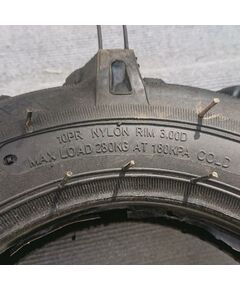 10PR NYLON RIM 3.00D
MAX LOAD 280KG AT 180KPA COLD